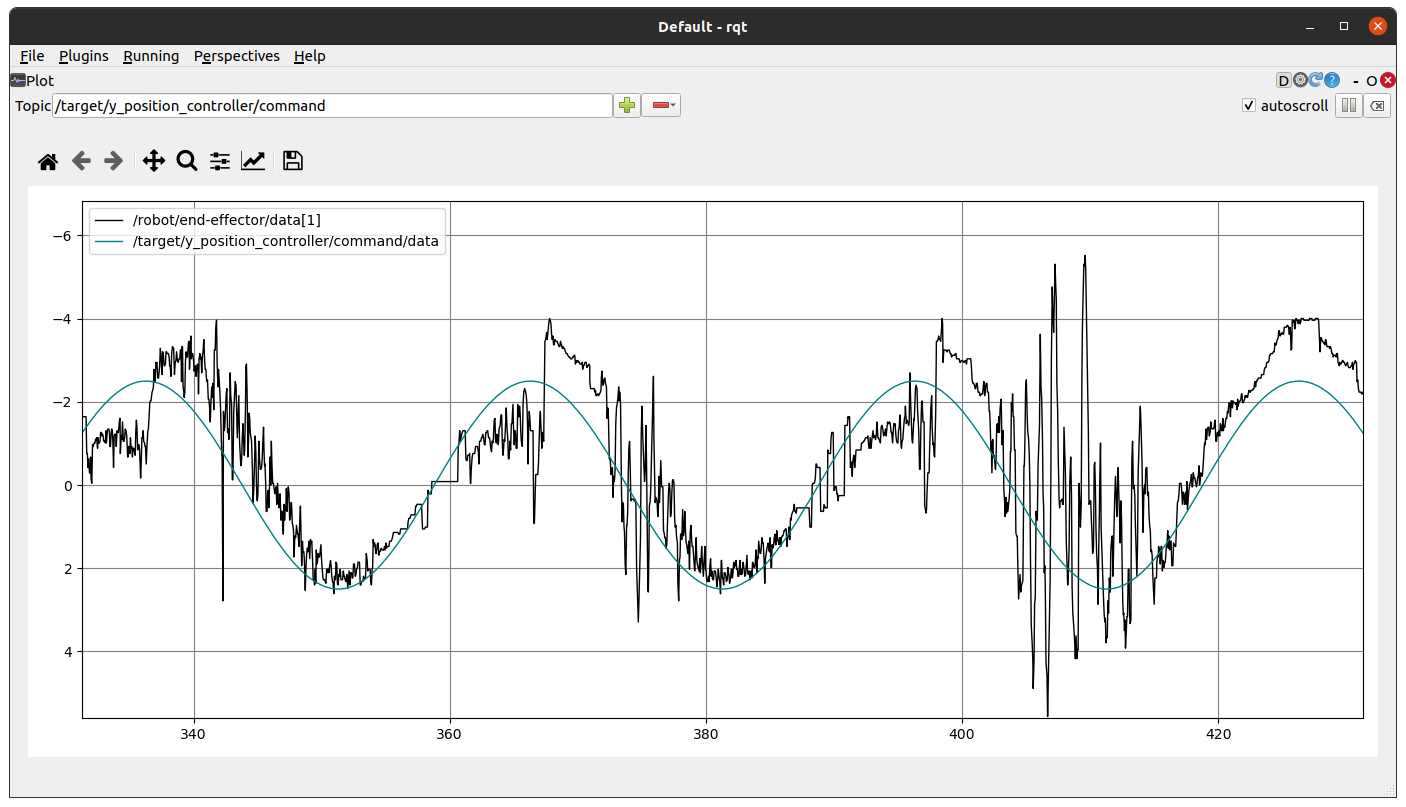 Default - rqt
File Plugins Running Perspectives Help
Plot
D ? - O
Topic /target/y_position_controller/command
autoscroll
/robot/end-effector/data[1]
/target/y_position_controller/command/data
−6
−4
−2
0
2
4
340 360 380 400 420